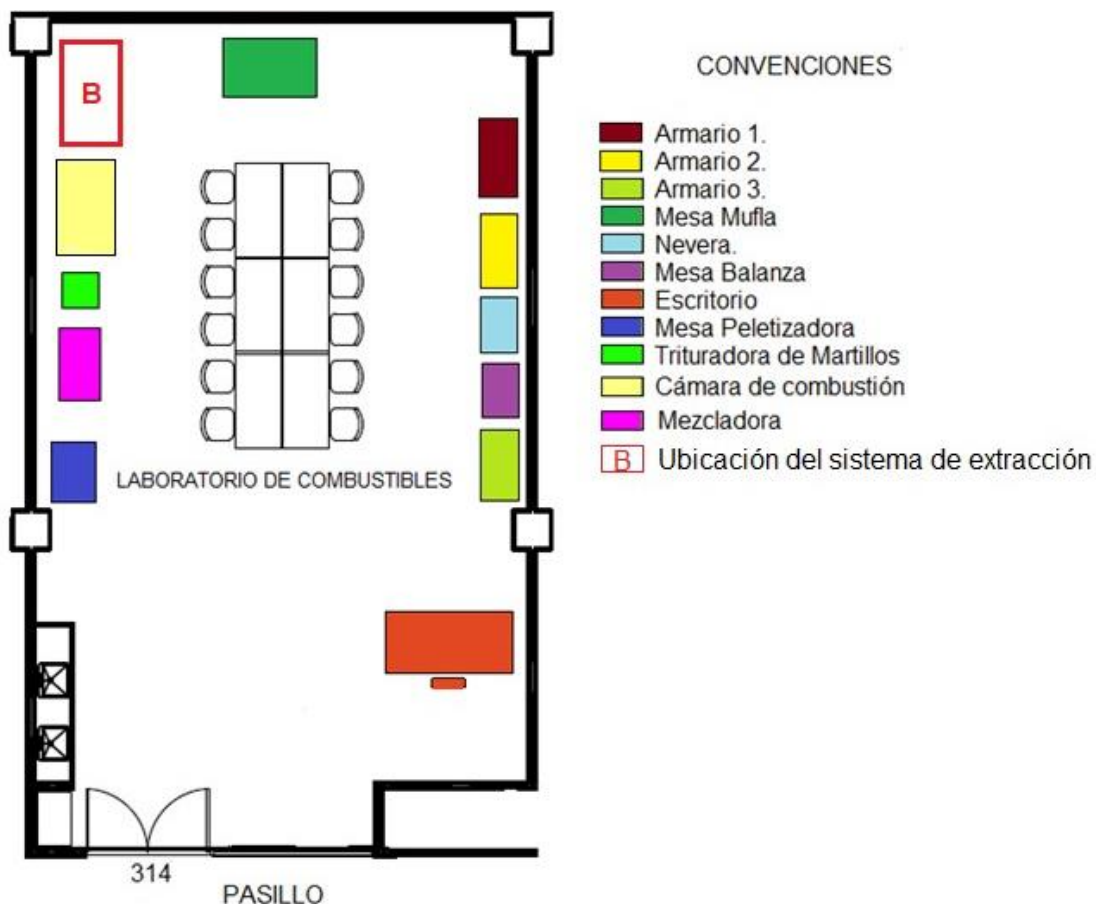 B
CONVENCIONES
Armario 1.
Armario 2.
Armario 3.
Mesa Mufla
Nevera.
Mesa Balanza
Escritorio
Mesa Peletizadora
Trituradora de Martillos
Cámara de combustión
Mezcladora
B Ubicación del sistema de extracción
LABORATORIO DE COMBUSTIBLES
314
PASILLO